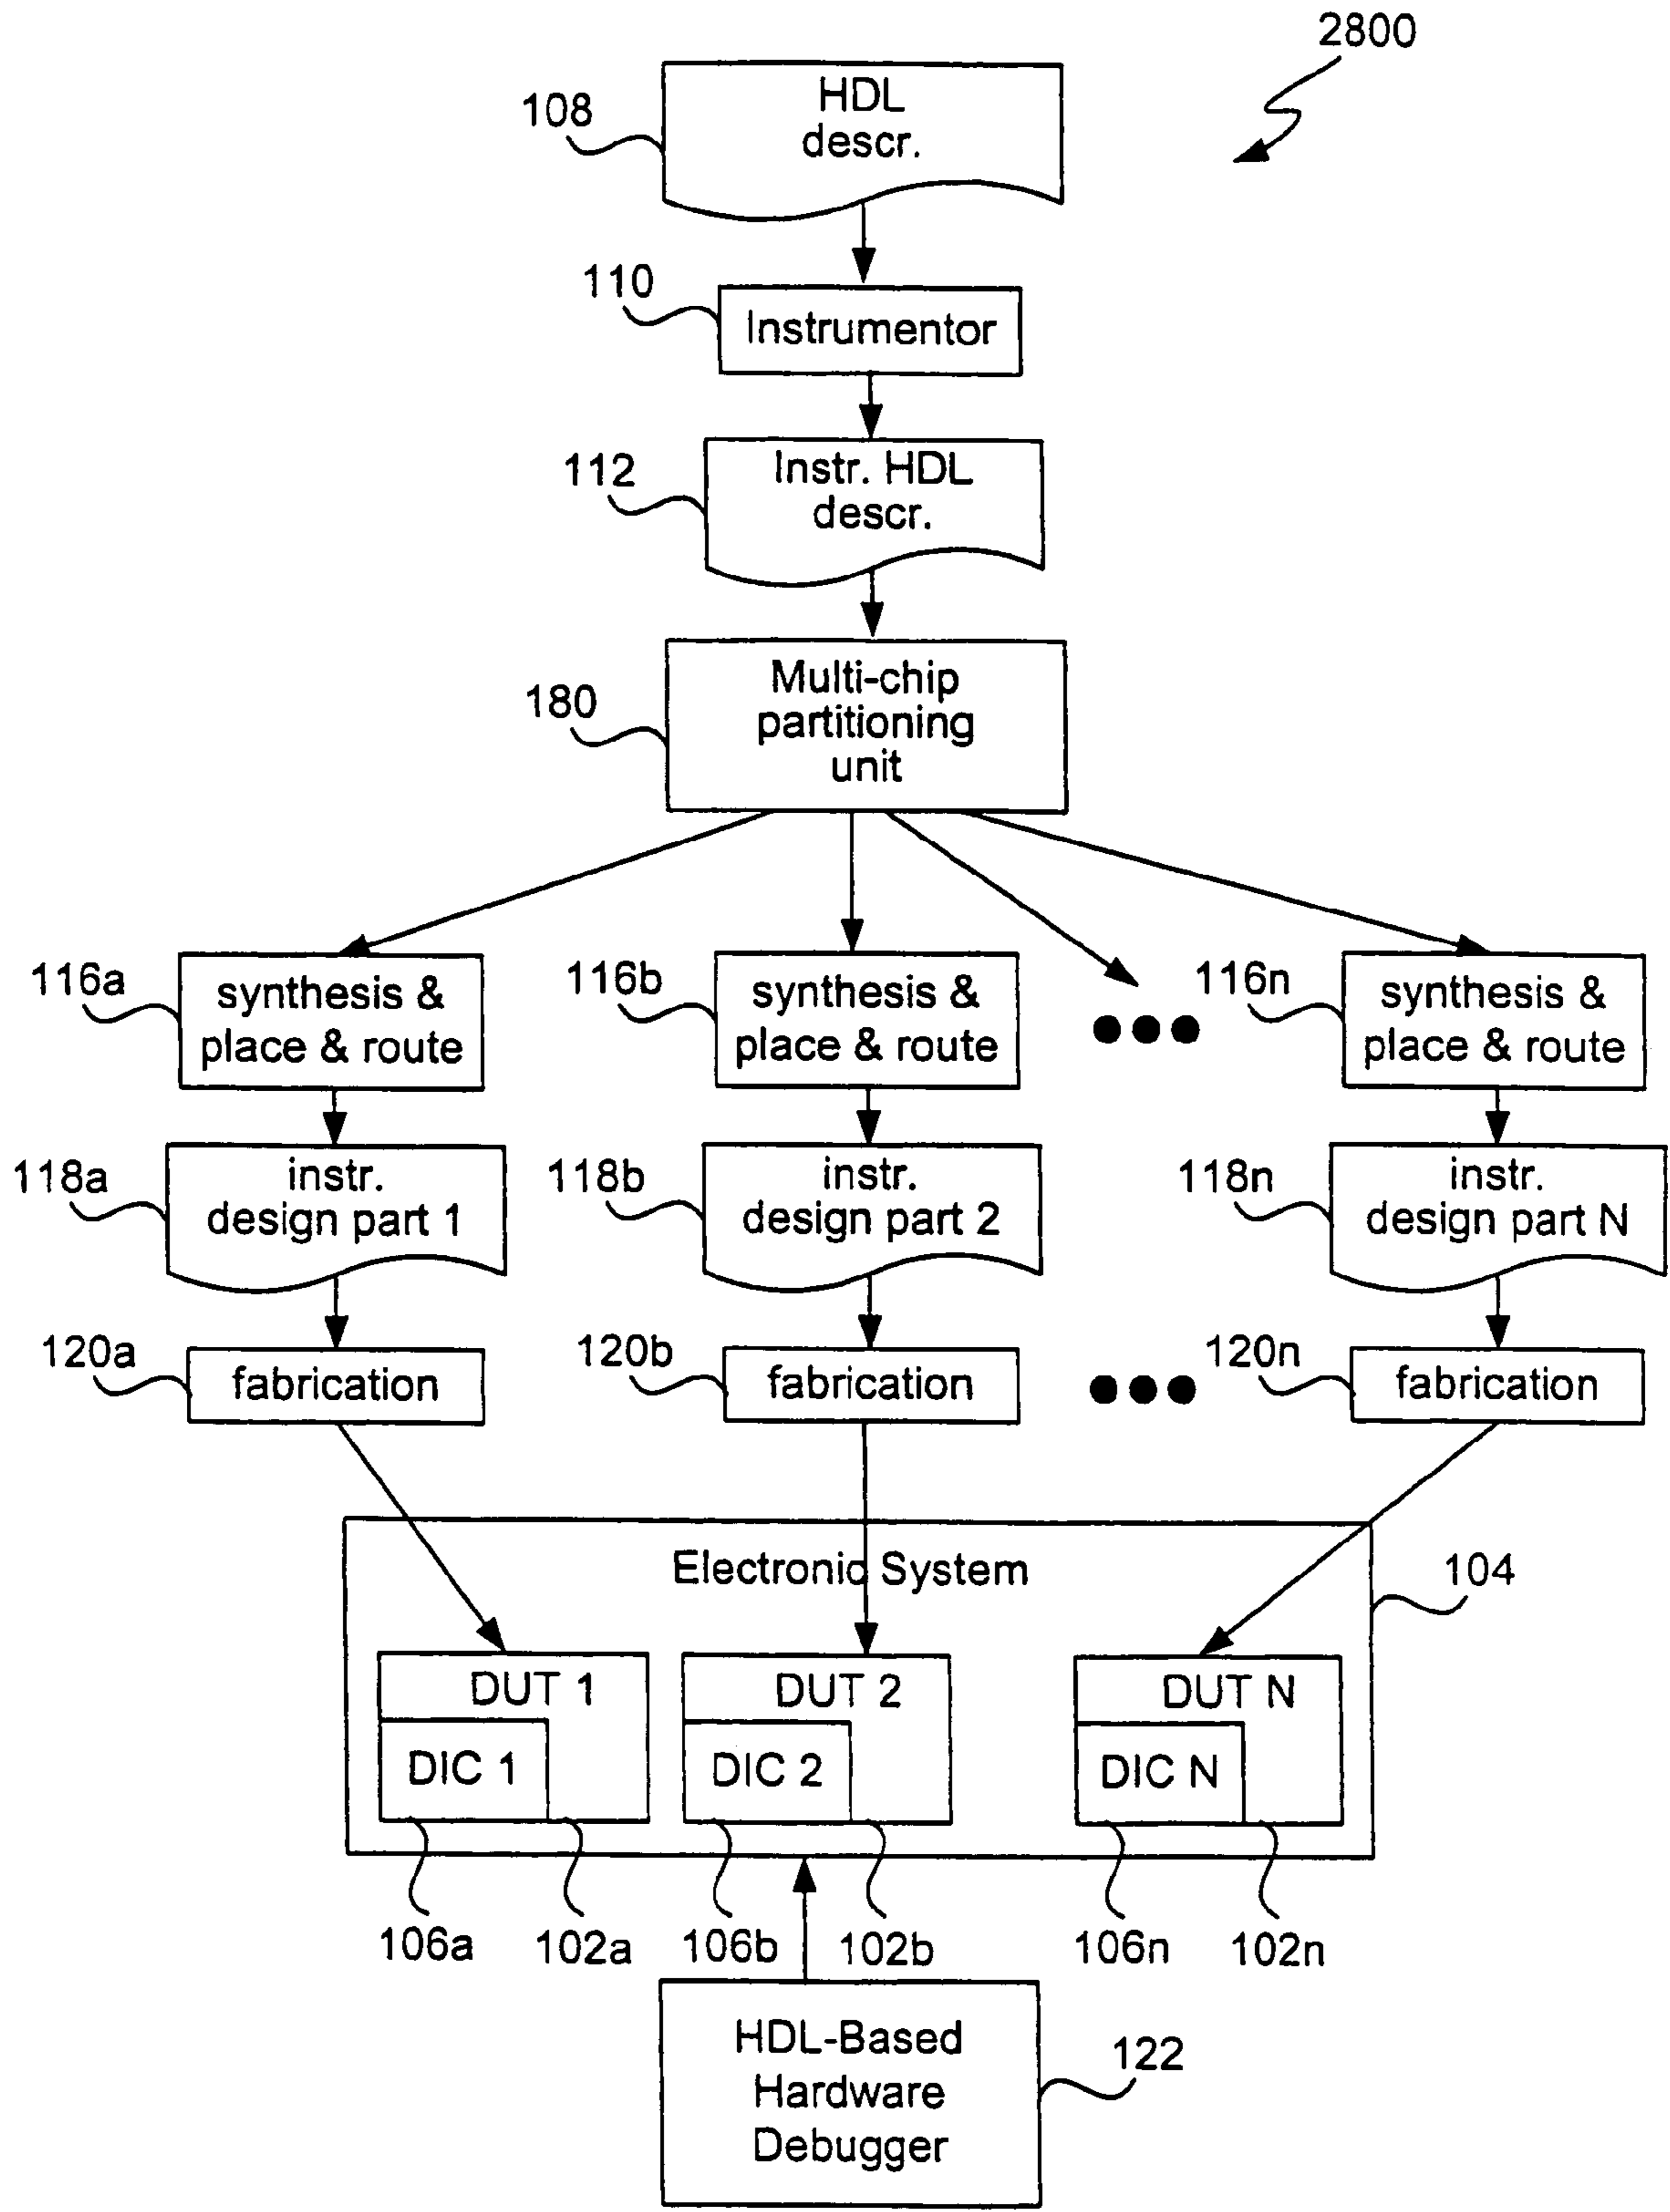 2800
108
HDL
descr.
110
Instrumentor
112
Instr. HDL
descr.
180
Multi-chip
partitioning
unit
116a
synthesis &
place & route
116b
synthesis &
place & route
116n
synthesis &
place & route
118a
instr.
design part 1
118b
instr.
design part 2
118n
instr.
design part N
120a
fabrication
120b
fabrication
120n
fabrication
Electronic System
104
DUT 1
DIC 1
DUT 2
DIC 2
DUT N
DIC N
106a
102a
106b
102b
106n
102n
HDL-Based
Hardware
Debugger
122